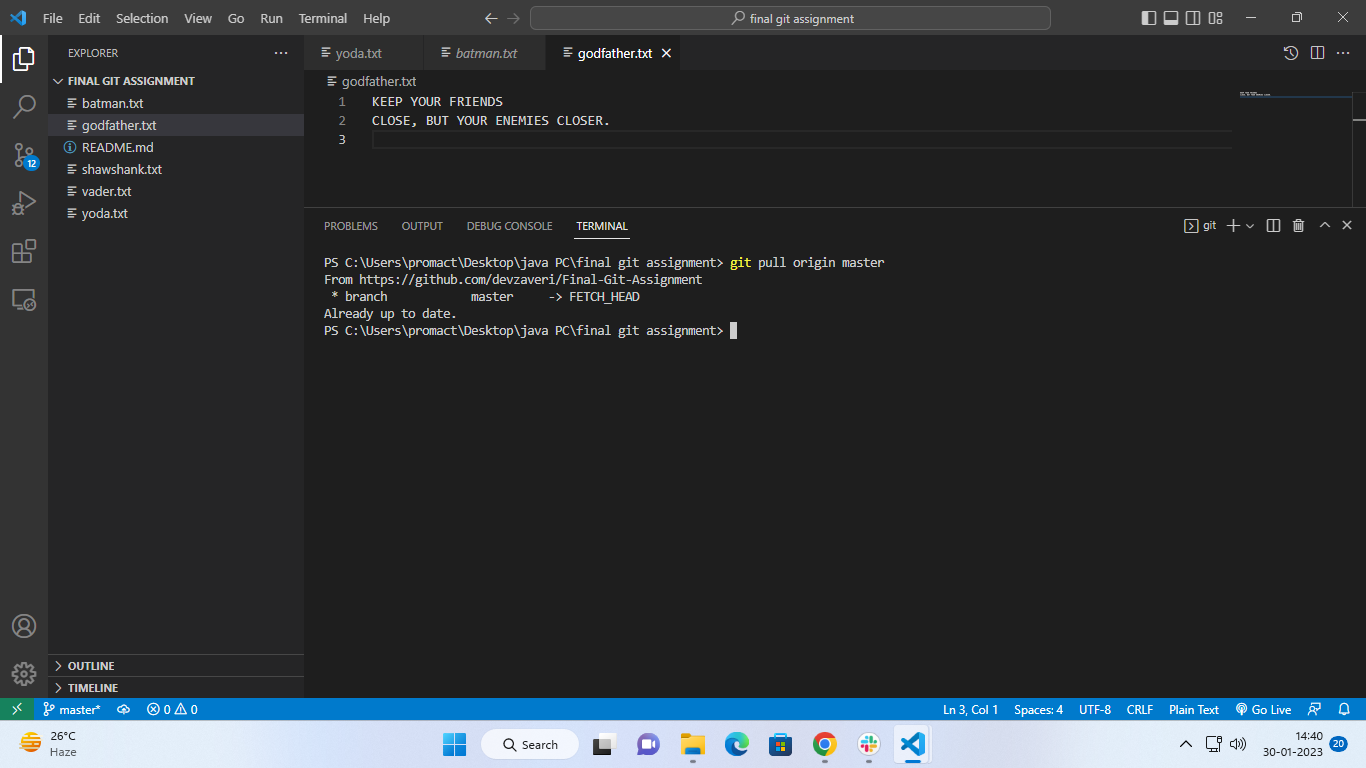 File Edit Selection View Go Run Terminal Help
final git assignment
EXPLORER
FINAL GIT ASSIGNMENT
batman.txt
godfather.txt
README.md
shawshank.txt
vader.txt
yoda.txt
12
OUTLINE
TIMELINE
yoda.txt batman.txt godfather.txt
godfather.txt
1 KEEP YOUR FRIENDS
2 CLOSE, BUT YOUR ENEMIES CLOSER.
3
PROBLEMS OUTPUT DEBUG CONSOLE TERMINAL
git
PS C:\Users\promact\Desktop\java PC\final git assignment> git pull origin master
From https://github.com/devzaveri/Final-Git-Assignment
 * branch            master     -> FETCH_HEAD
Already up to date.
PS C:\Users\promact\Desktop\java PC\final git assignment>
master* 0 0 Ln 3, Col 1 Spaces: 4 UTF-8 CRLF Plain Text Go Live
26°C
Haze
Search
14:40
30-01-2023
20